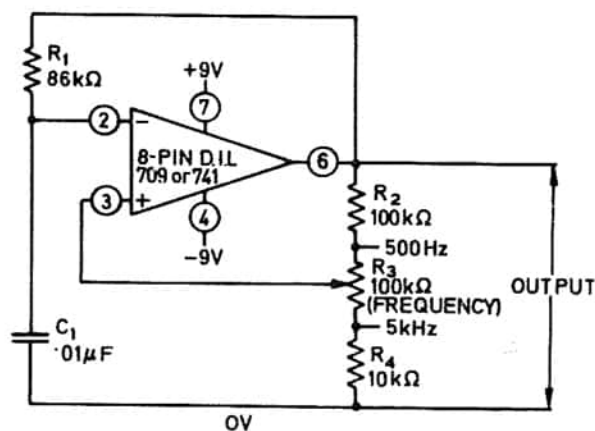 R1
86kΩ
+9V
7
2
−
8-PIN D.I.L
709 or 741
6
3
+
4
−9V
R2
100kΩ
500Hz
R3
100kΩ
(FREQUENCY)
5kHz
OUTPUT
C1
·01µF
R4
10kΩ
0V